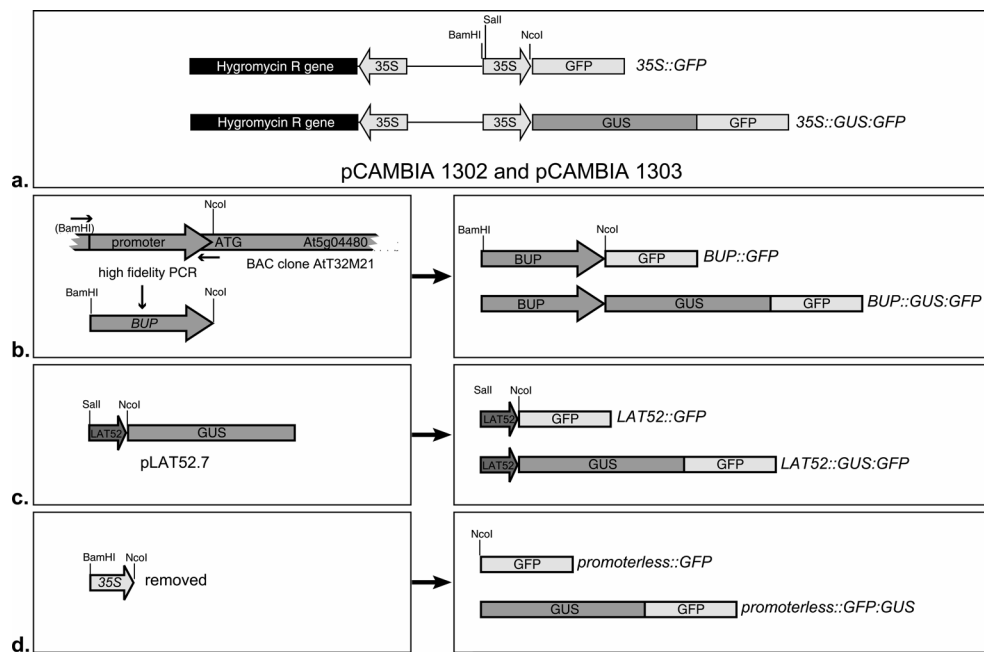 SalI
BamHI NcoI
Hygromycin R gene 35S 35S GFP 35S::GFP
Hygromycin R gene 35S 35S GUS GFP 35S::GUS:GFP
pCAMBIA 1302 and pCAMBIA 1303
a.
NcoI
(BamHI)
promoter ATG At5g04480
BAC clone AtT32M21
high fidelity PCR
BamHI NcoI
BUP
BamHI NcoI
BUP GFP BUP::GFP
BUP GUS GFP BUP::GUS:GFP
b.
SalI NcoI
LAT52 GUS
pLAT52.7
SalI NcoI
LAT52 GFP LAT52::GFP
LAT52 GUS GFP LAT52::GUS:GFP
c.
BamHI NcoI
35S removed
NcoI
GFP promoterless::GFP
GUS GFP promoterless::GFP:GUS
d.